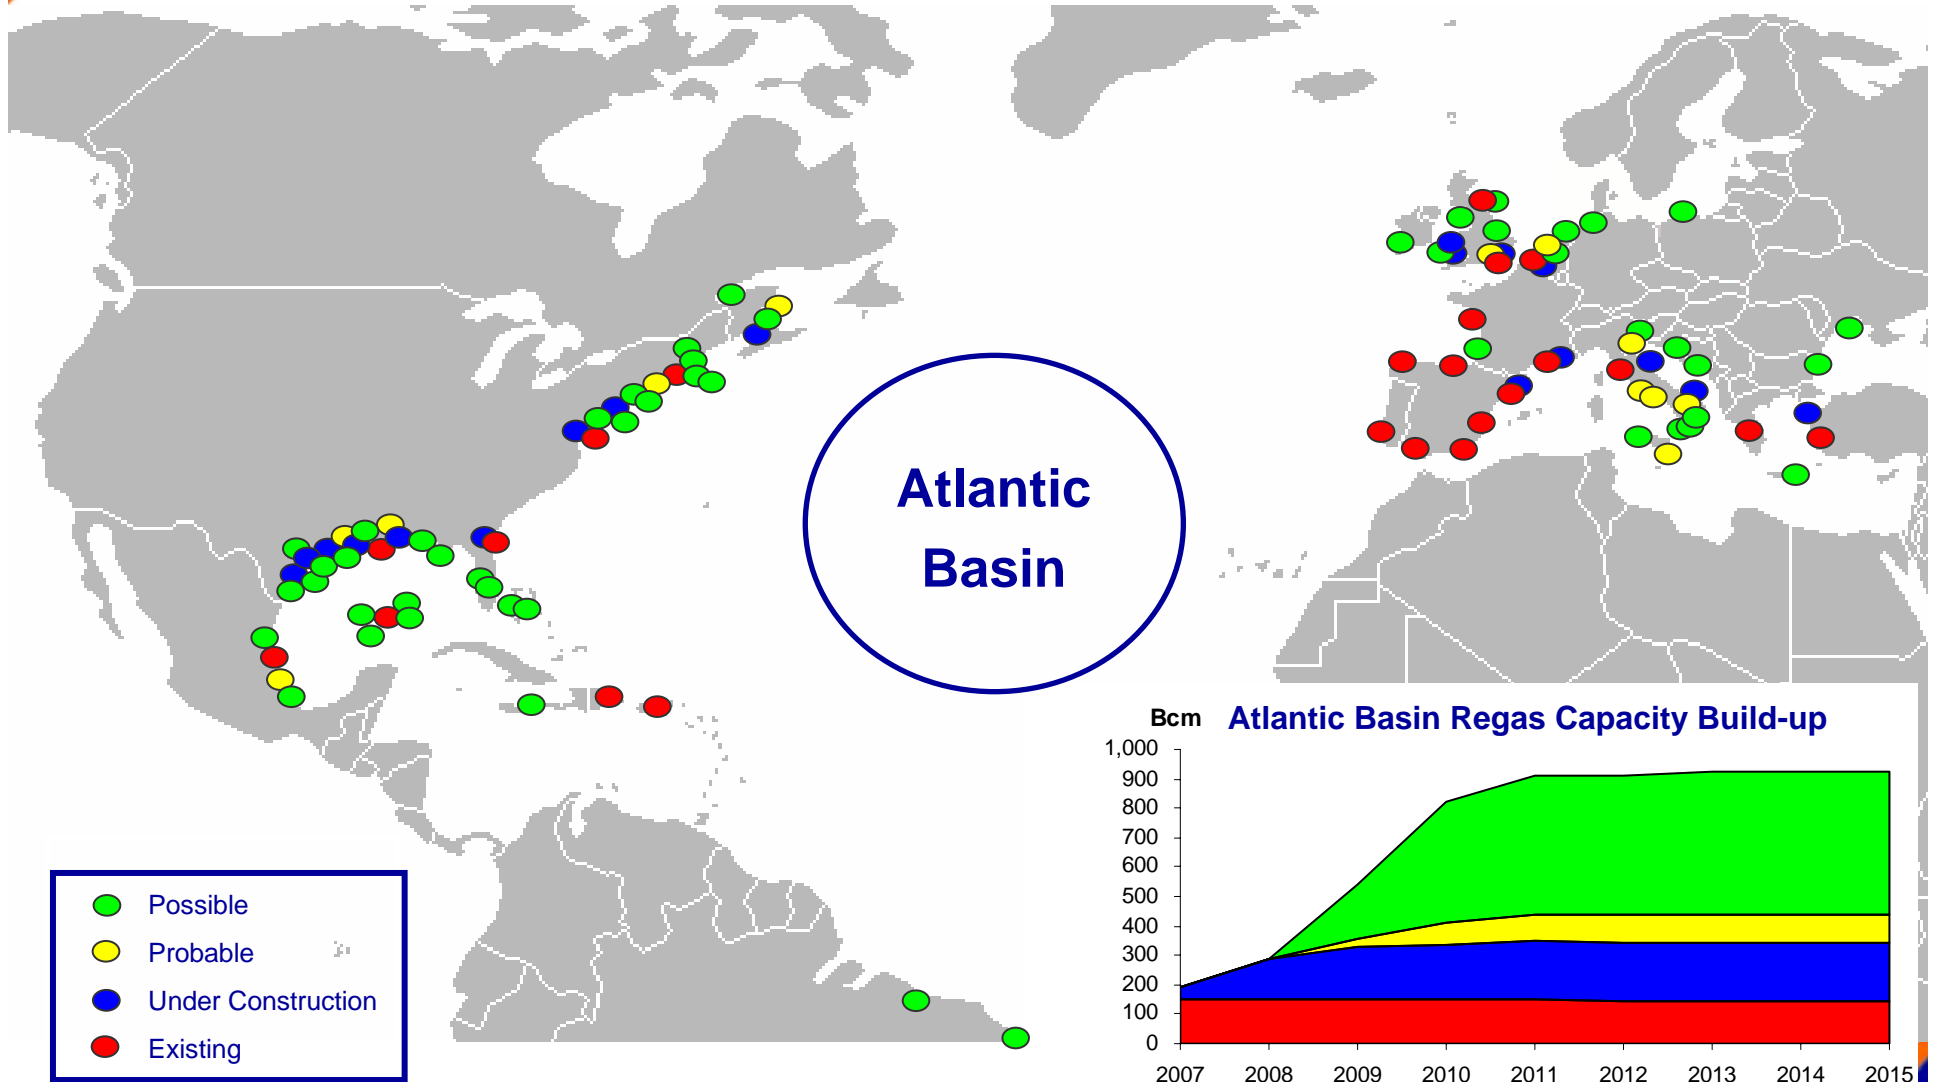 Atlantic
Basin
Bcm Atlantic Basin Regas Capacity Build-up
1,000
900
800
700
600
500
400
300
200
100
0
2007 2008 2009 2010 2011 2012 2013 2014 2015
Possible
Probable
Under Construction
Existing